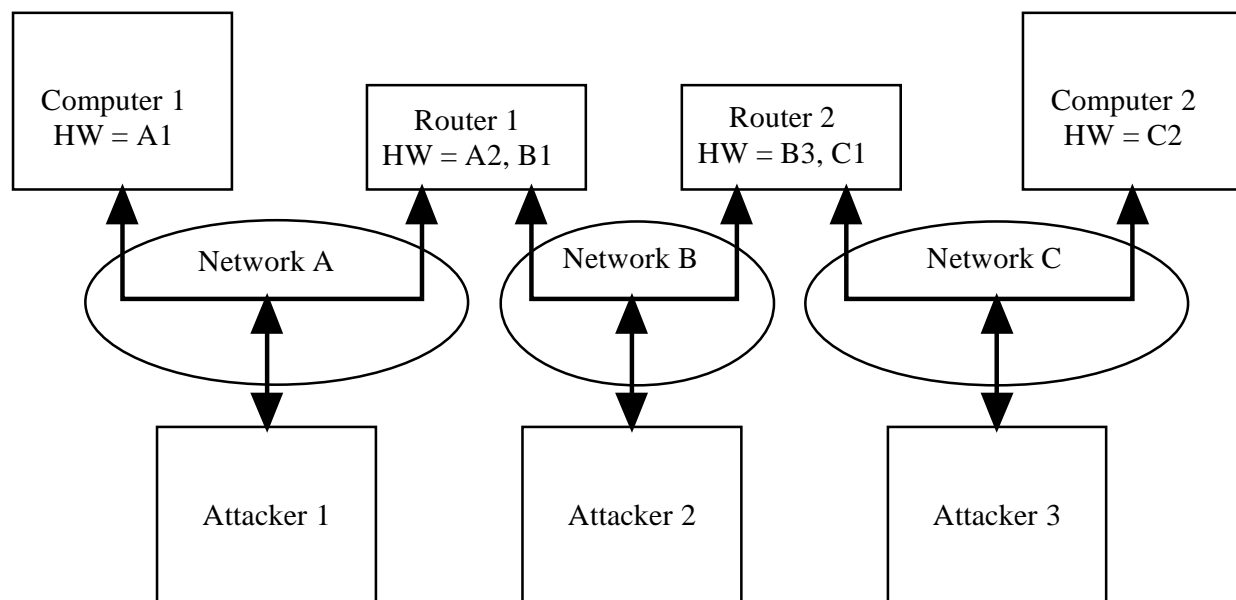 Computer 1
HW = A1
Router 1
HW = A2, B1
Router 2
HW = B3, C1
Computer 2
HW = C2
Network A
Network B
Network C
Attacker 1
Attacker 2
Attacker 3